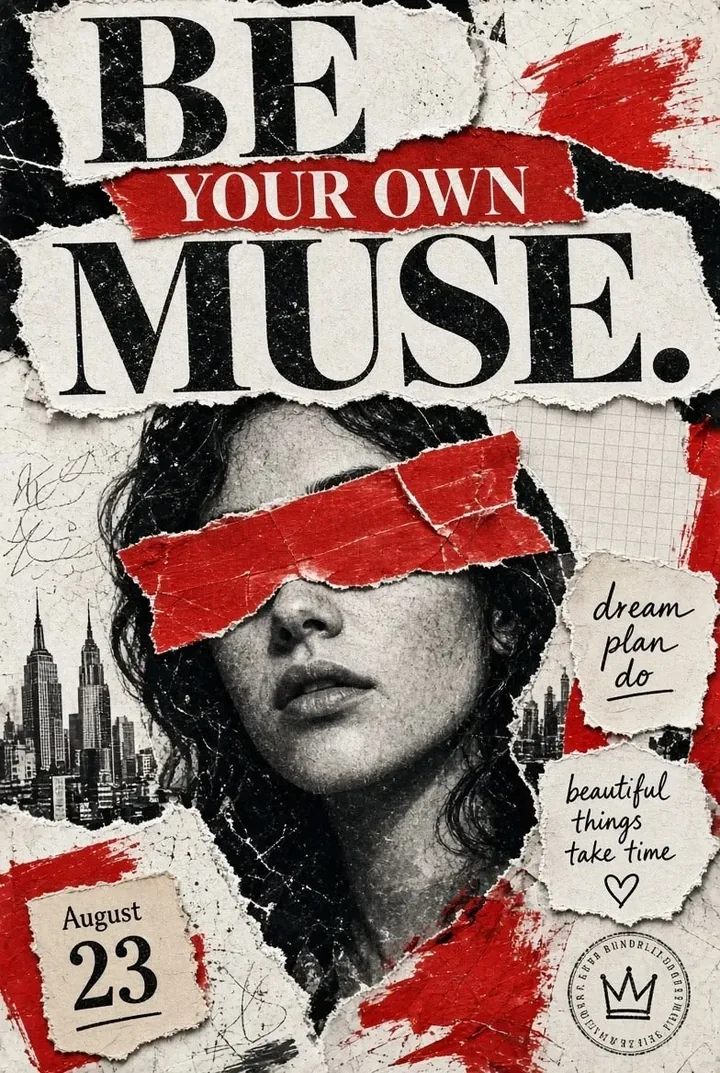 BE
YOUR OWN
MUSE.
dream
plan
do
beautiful
things
take time
August
23